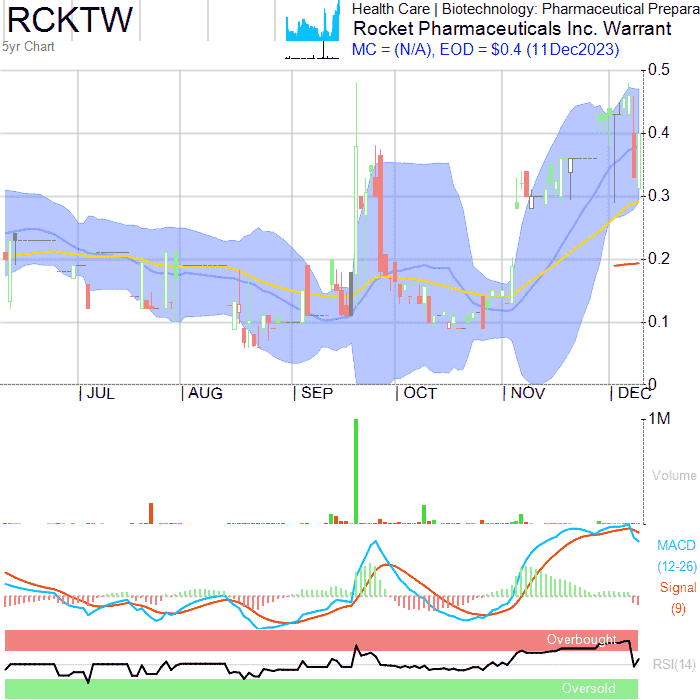 RCKTW
5yr Chart
Health Care | Biotechnology: Pharmaceutical Prepara
Rocket Pharmaceuticals Inc. Warrant
MC = (N/A), EOD = $0.4 (11Dec2023)
0.5
0.4
0.3
0.2
0.1
0
JUL AUG SEP OCT NOV DEC
1M
Volume
MACD
(12-26)
Signal
(9)
Overbought
RSI(14)
Oversold